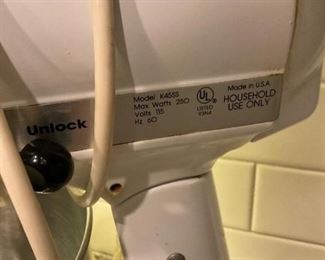 Unlock
Model K45SS
Max. Watts 250
Volts 115
Hz. 60
UL
LISTED
Made in U.S.A.
HOUSEHOLD
USE ONLY